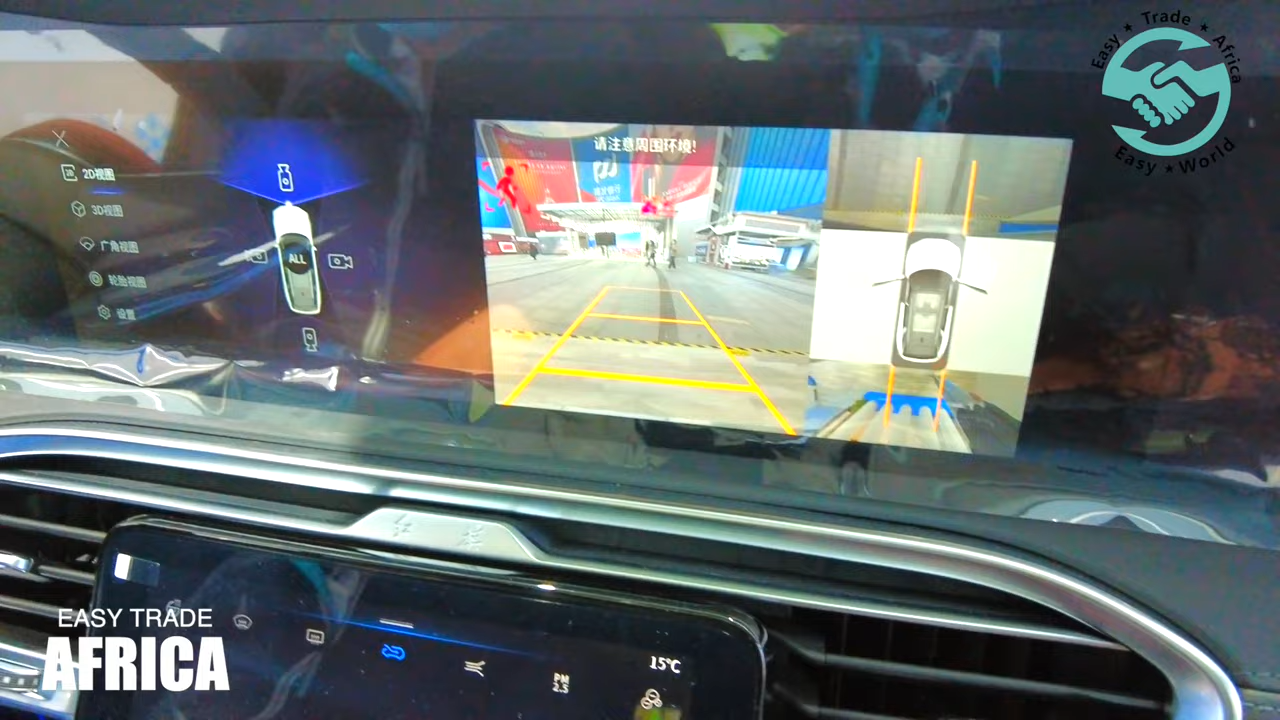 Easy ★ Trade ★ Africa
Easy ★ World
请注意周围环境!
2D视图
3D视图
广角视图
轮胎视图
设置
ALL
15℃
PM
2.5
EASY TRADE
AFRICA